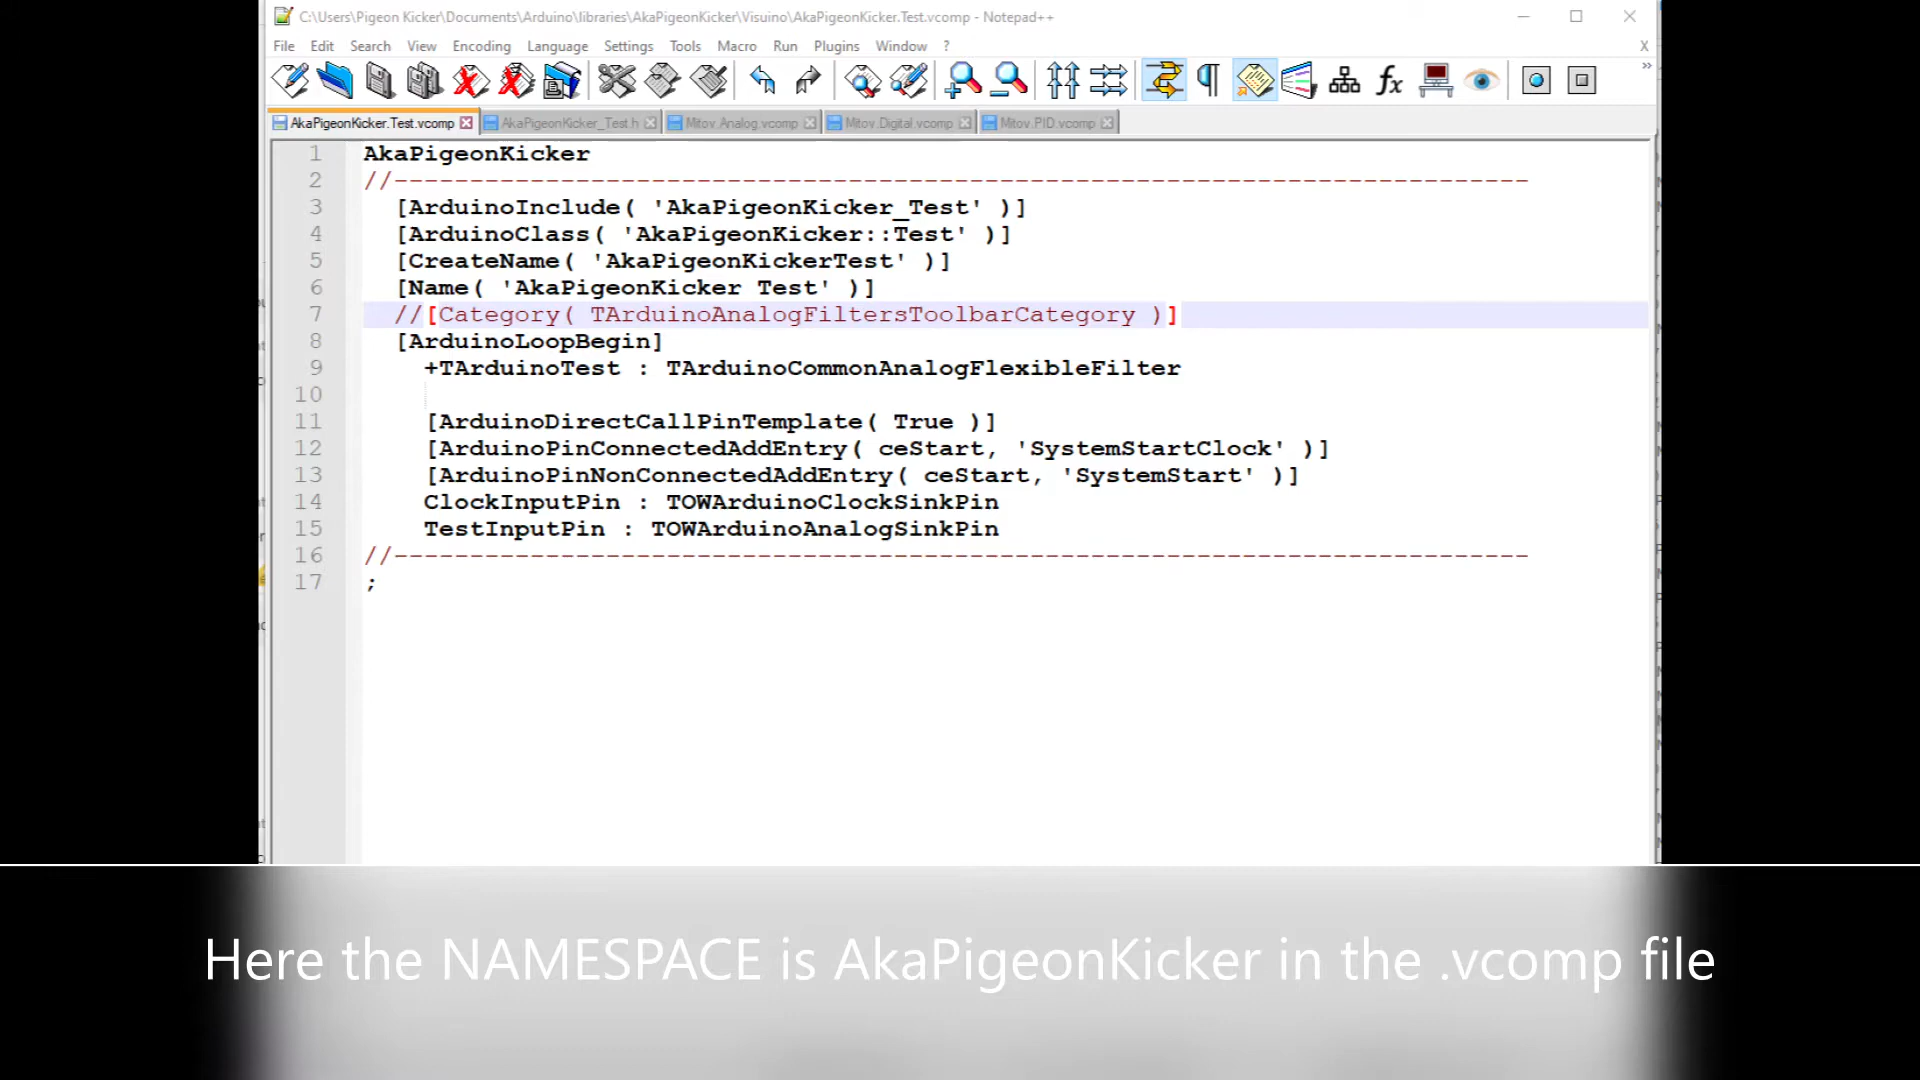 C:\Users\Pigeon Kicker\Documents\Arduino\libraries\AkaPigeonKicker\Visuino\AkaPigeonKicker.Test.vcomp - Notepad++
File Edit Search View Encoding Language Settings Tools Macro Run Plugins Window ? X
AkaPigeonKicker.Test.vcomp AkaPigeonKicker_Test.h Mitov.Analog.vcomp Mitov.Digital.vcomp Mitov.PID.vcomp
1 AkaPigeonKicker
2 //---------------------------------------------------------------------------
3 [ArduinoInclude( 'AkaPigeonKicker_Test' )]
4 [ArduinoClass( 'AkaPigeonKicker::Test' )]
5 [CreateName( 'AkaPigeonKickerTest' )]
6 [Name( 'AkaPigeonKicker Test' )]
7 //[Category( TArduinoAnalogFiltersToolbarCategory )]
8 [ArduinoLoopBegin]
9 +TArduinoTest : TArduinoCommonAnalogFlexibleFilter
10
11 [ArduinoDirectCallPinTemplate( True )]
12 [ArduinoPinConnectedAddEntry( ceStart, 'SystemStartClock' )]
13 [ArduinoPinNonConnectedAddEntry( ceStart, 'SystemStart' )]
14 ClockInputPin : TOWArduinoClockSinkPin
15 TestInputPin : TOWArduinoAnalogSinkPin
16 //---------------------------------------------------------------------------
17 ;
Here the NAMESPACE is AkaPigeonKicker in the .vcomp file